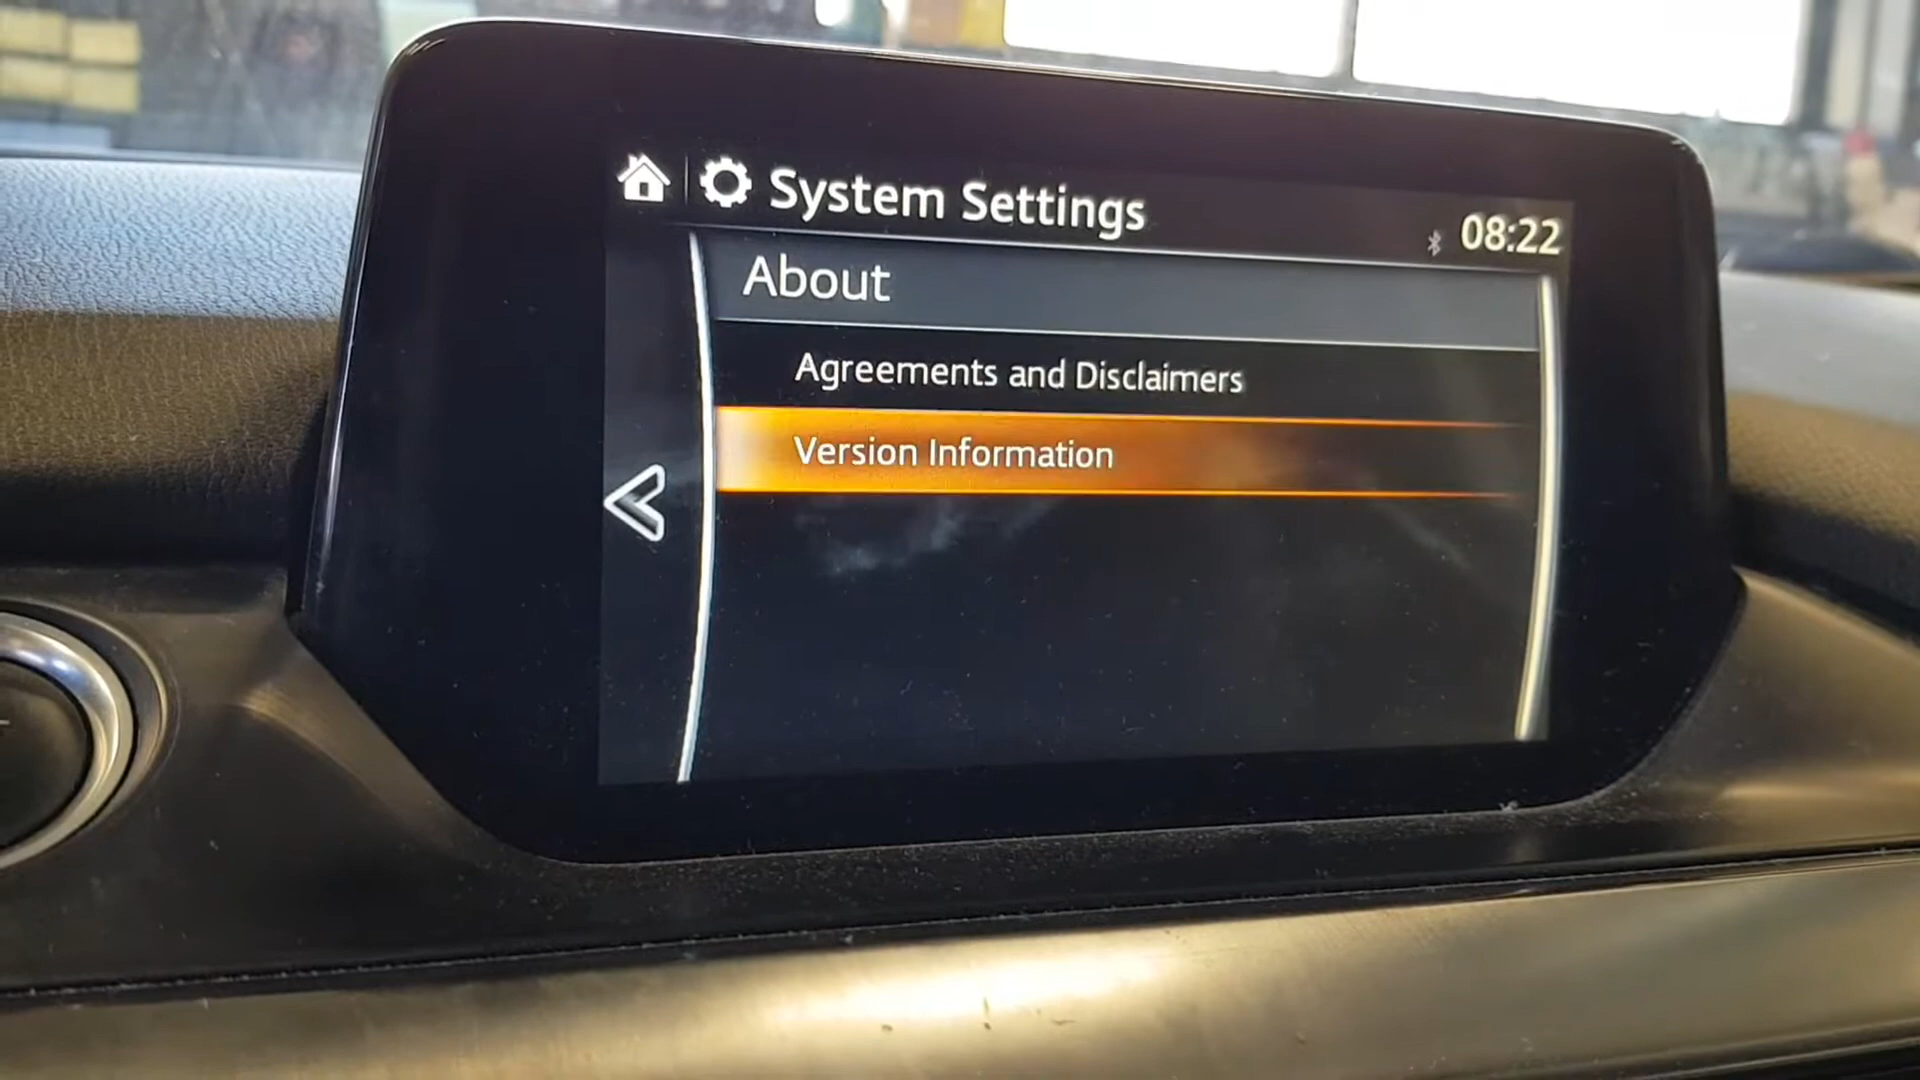 System Settings
08:22
About
Agreements and Disclaimers
Version Information